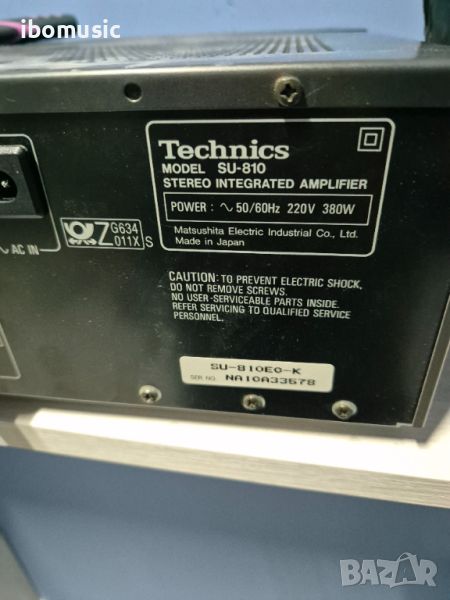 ibomusic
Technics
MODEL SU-810
STEREO INTEGRATED AMPLIFIER
POWER : ∿ 50/60Hz 220V 380W
Matsushita Electric Industrial Co., Ltd.
Made in Japan
∿ AC IN
Z G634
011X S
CAUTION: TO PREVENT ELECTRIC SHOCK,
DO NOT REMOVE SCREWS.
NO USER-SERVICEABLE PARTS INSIDE.
REFER SERVICING TO QUALIFIED SERVICE
PERSONNEL.
SU-810EG-K
SER NO. NA10A33578
BAZAR